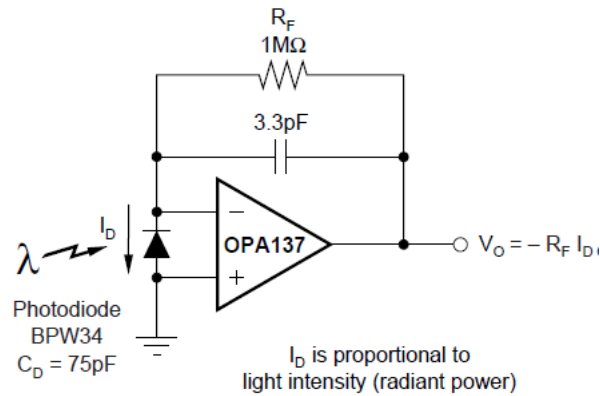 R_F
1MΩ
3.3pF
I_D
−
OPA137
+
λ
V_O = – R_F I_D
Photodiode
BPW34
C_D = 75pF
I_D is proportional to
light intensity (radiant power)